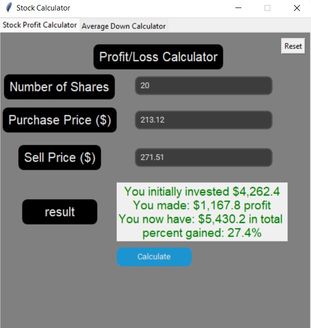 Stock Calculator
Stock Profit Calculator Average Down Calculator
Reset
Profit/Loss Calculator
Number of Shares 20
Purchase Price ($) 213.12
Sell Price ($) 271.51
You initially invested $4,262.4
You made: $1,167.8 profit
result
You now have: $5,430.2 in total
percent gained: 27.4%
Calculate